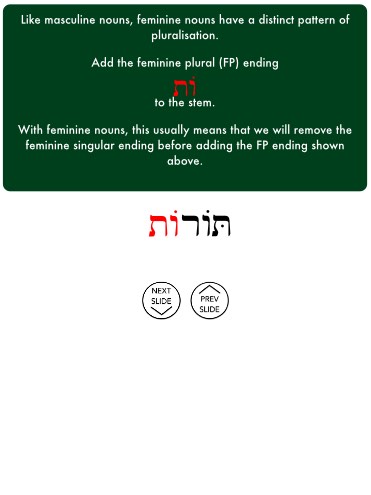 Like masculine nouns, feminine nouns have a distinct pattern of
pluralisation.
Add the feminine plural (FP) ending
וֹת
to the stem.
With feminine nouns, this usually means that we will remove the
feminine singular ending before adding the FP ending shown
above.
תּוֹרוֹת
NEXT
SLIDE
PREV
SLIDE